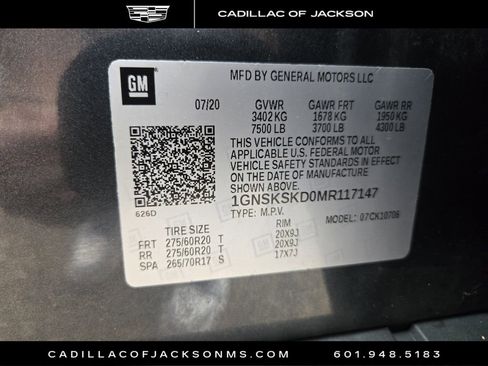 CADILLAC OF JACKSON
GM
MFD BY GENERAL MOTORS LLC
07/20 GVWR GAWR FRT GAWR RR
3402 KG 1678 KG 1950 KG
7500 LB 3700 LB 4300 LB
THIS VEHICLE CONFORMS TO ALL
APPLICABLE U.S. FEDERAL MOTOR
VEHICLE SAFETY STANDARDS IN EFFECT
ON THE DATE OF MANUFACTURE SHOWN ABOVE.
1GNSKSKD0MR117147
626D TYPE: M.P.V. MODEL: 07CK10706
TIRE SIZE RIM
FRT 275/60R20 T 20X9J
RR 275/60R20 T 20X9J
SPA 265/70R17 S 17X7J
CADILLACOFJACKSONMS.COM 601.948.5183